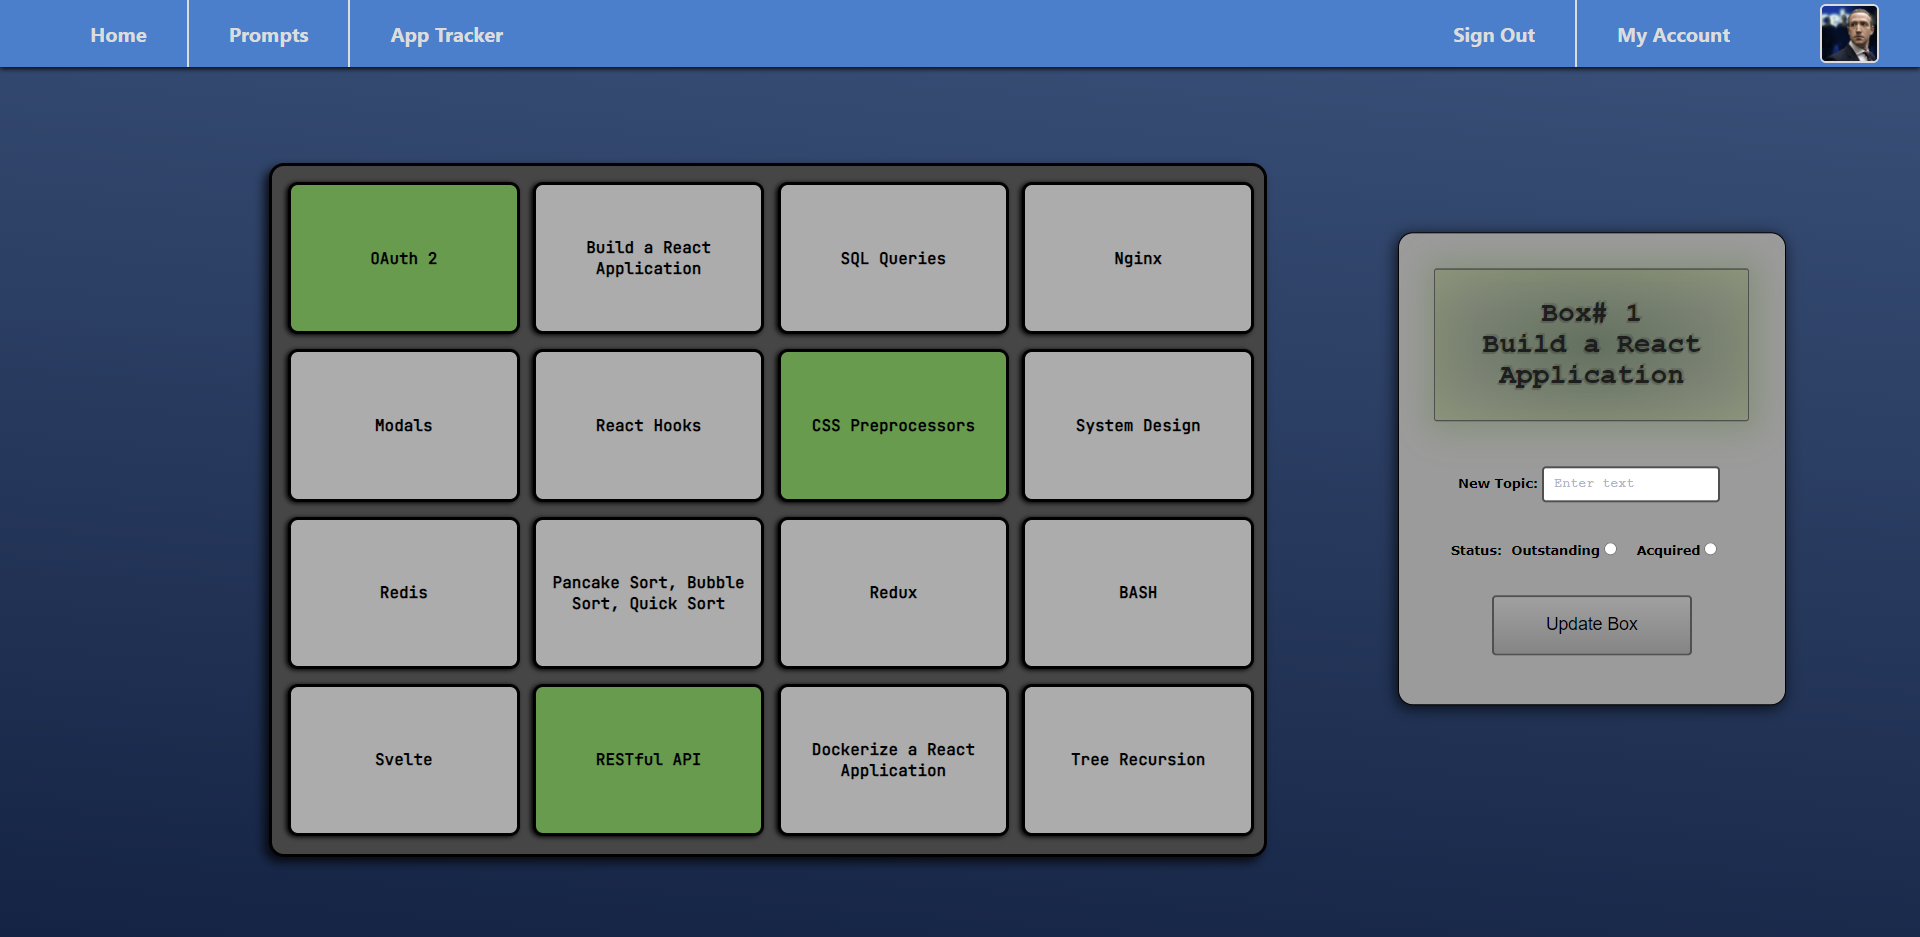 Home
Prompts
App Tracker
Sign Out
My Account
OAuth 2
Build a React
Application
SQL Queries
Nginx
Modals
React Hooks
CSS Preprocessors
System Design
Redis
Pancake Sort, Bubble
Sort, Quick Sort
Redux
BASH
Svelte
RESTful API
Dockerize a React
Application
Tree Recursion
Box# 1
Build a React
Application
New Topic: Enter text
Status: Outstanding Acquired
Update Box